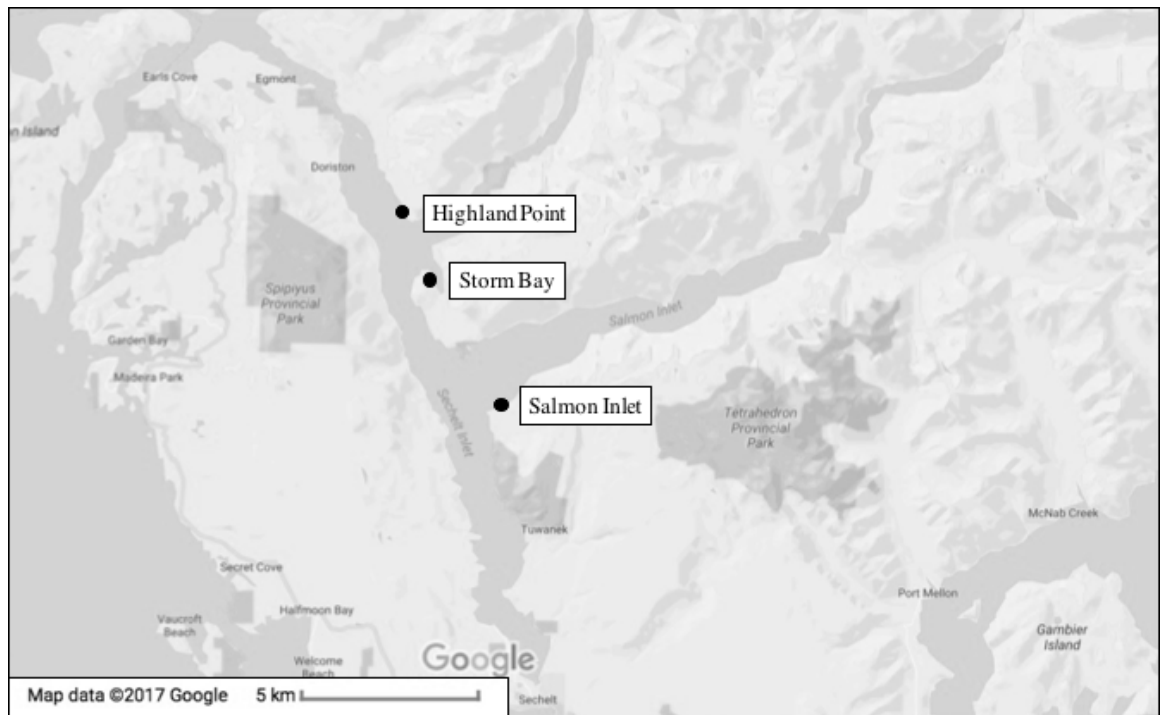 Earls Cove
Egmont
n Island
Doriston
Highland Point
Storm Bay
Spipiyus
Provincial
Park
Salmon Inlet
Garden Bay
Madeira Park
Sechelt Inlet
Salmon Inlet
Tetrahedron
Provincial
Park
McNab Creek
Tuwanek
Secret Cove
Port Mellon
Halfmoon Bay
Vaucroft
Beach
Gambier
Island
Google
Welcome
Beach
Map data ©2017 Google 5 km
Sechelt